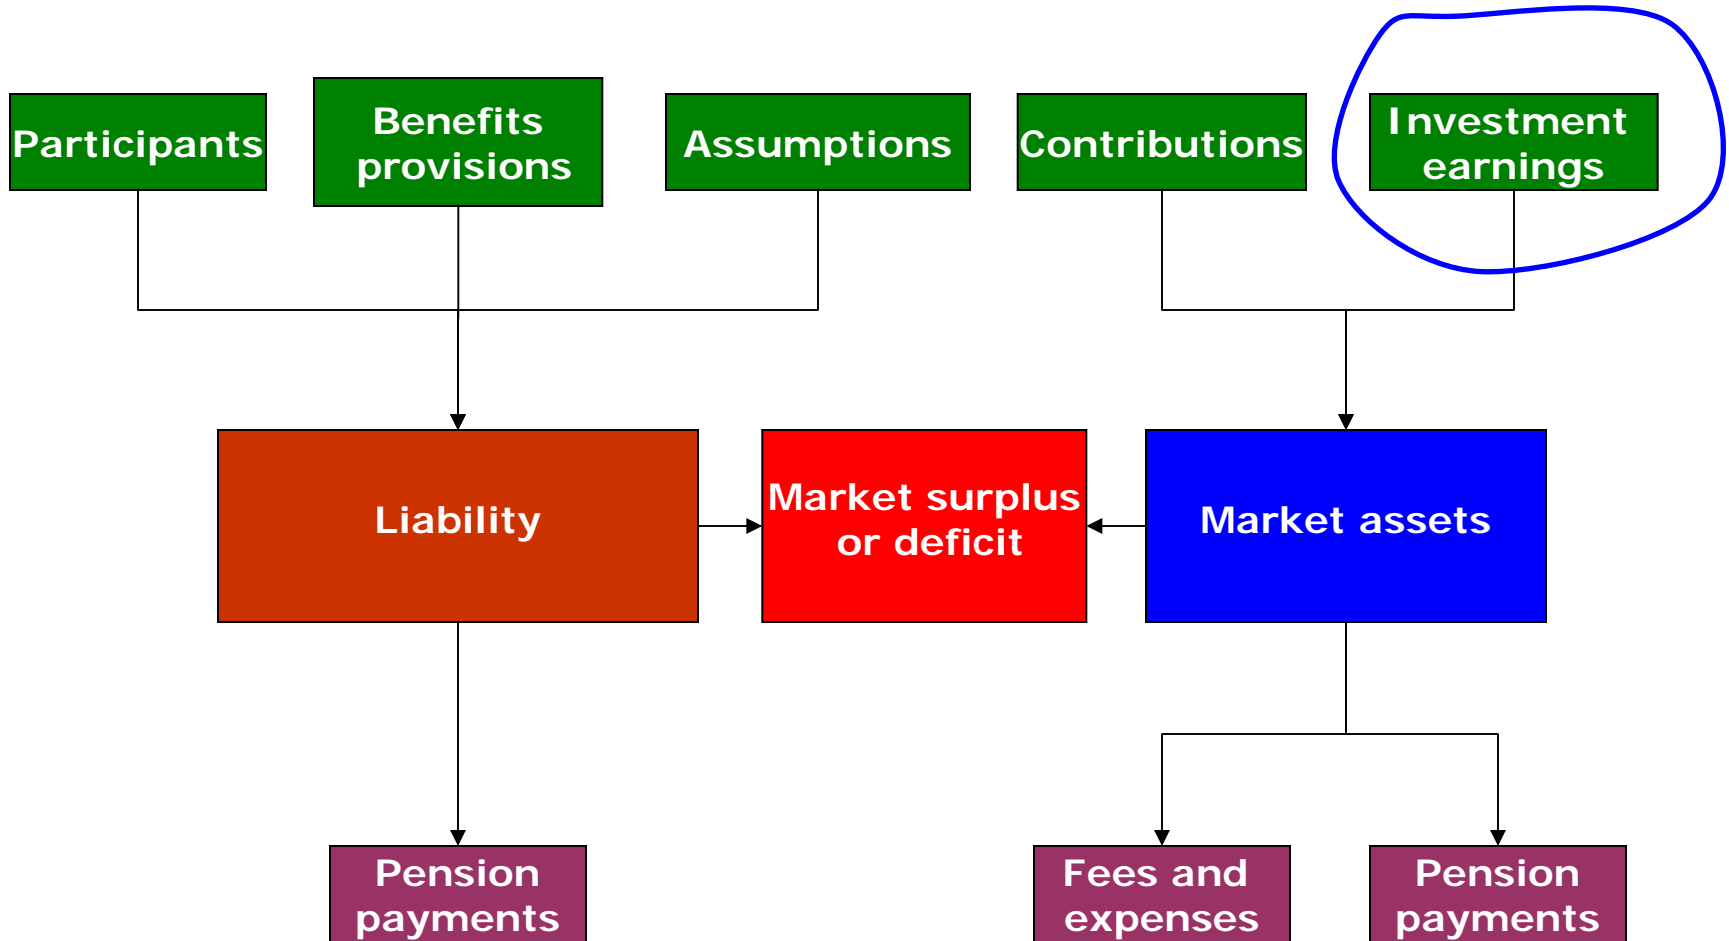 Participants
Benefits
provisions
Assumptions
Contributions
Investment
earnings
Liability
Market surplus
or deficit
Market assets
Pension
payments
Fees and
expenses
Pension
payments